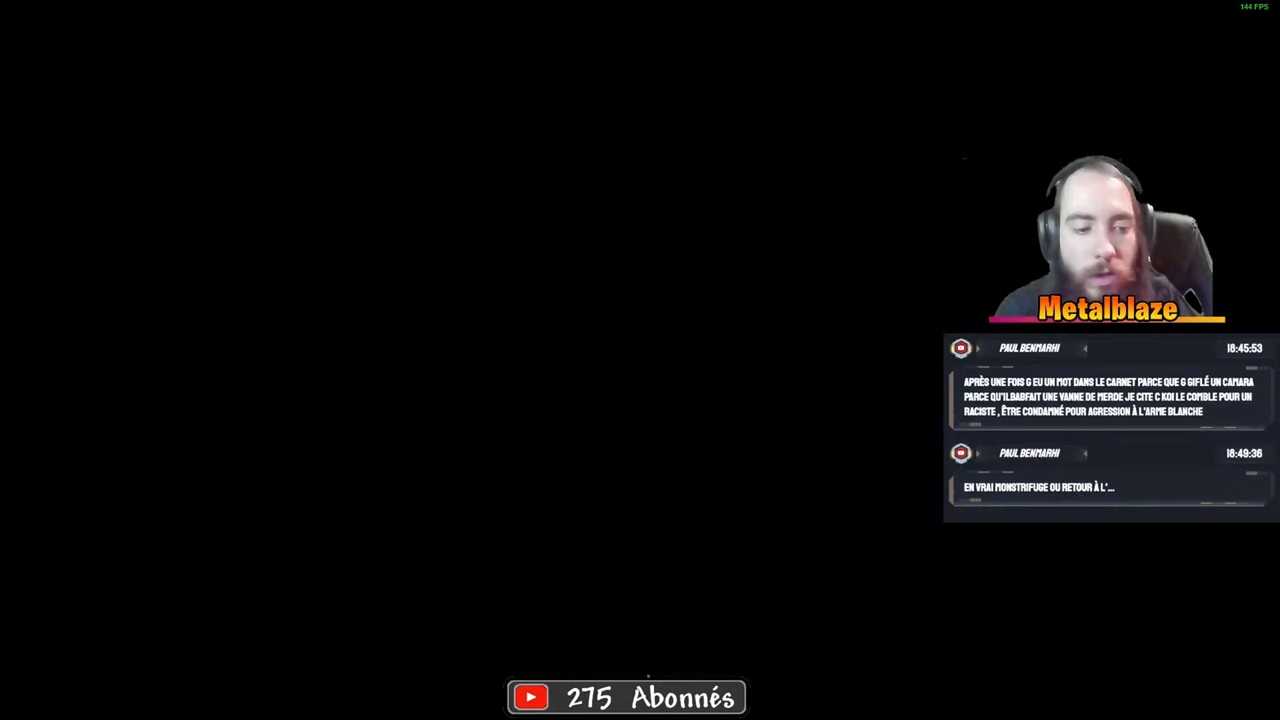 144 FPS
Metalblaze
PAUL BENMARHI
18:45:53
APRÈS UNE FOIS G EU UN MOT DANS LE CARNET PARCE QUE G GIFLÉ UN CAMARA
PARCE QU'ILBABFAIT UNE VANNE DE MERDE JE CITE C KOI LE COMBLE POUR UN
RACISTE , ÊTRE CONDAMNÉ POUR AGRESSION À L'ARME BLANCHE
PAUL BENMARHI
18:49:36
EN VRAI MONSTRIFUGE OU RETOUR À L'...
275 Abonnés